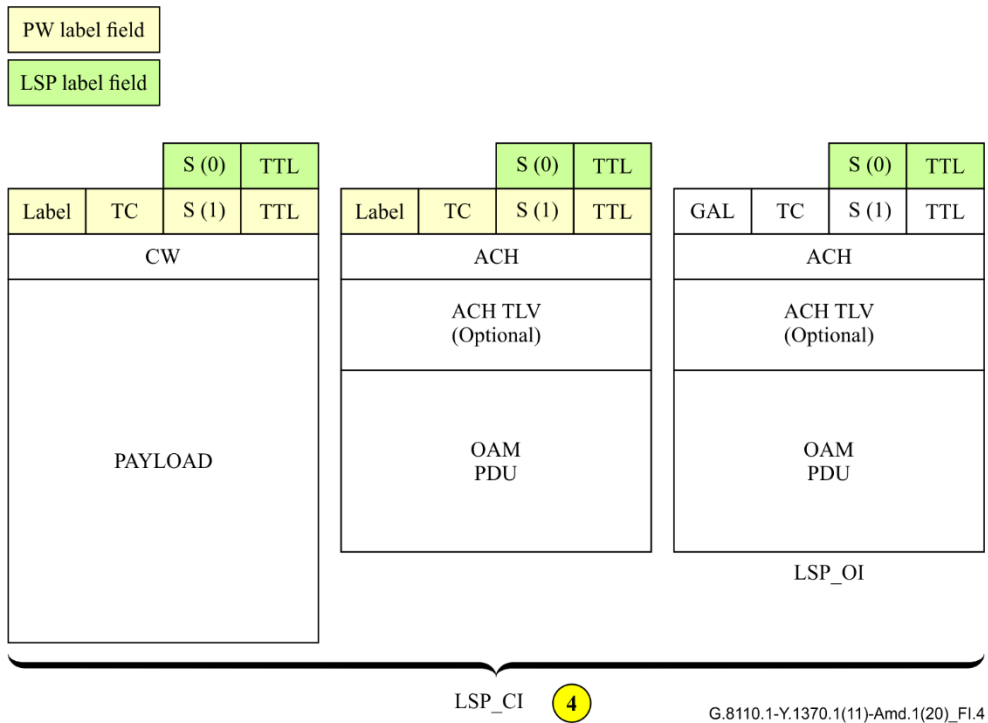 PW label field
LSP label field
S (0) TTL S (0) TTL S (0) TTL
Label TC S (1) TTL Label TC S (1) TTL GAL TC S (1) TTL
CW ACH ACH
ACH TLV
(Optional)
ACH TLV
(Optional)
PAYLOAD
OAM
PDU
OAM
PDU
LSP_OI
LSP_CI 4
G.8110.1-Y.1370.1(11)-Amd.1(20)_FI.4